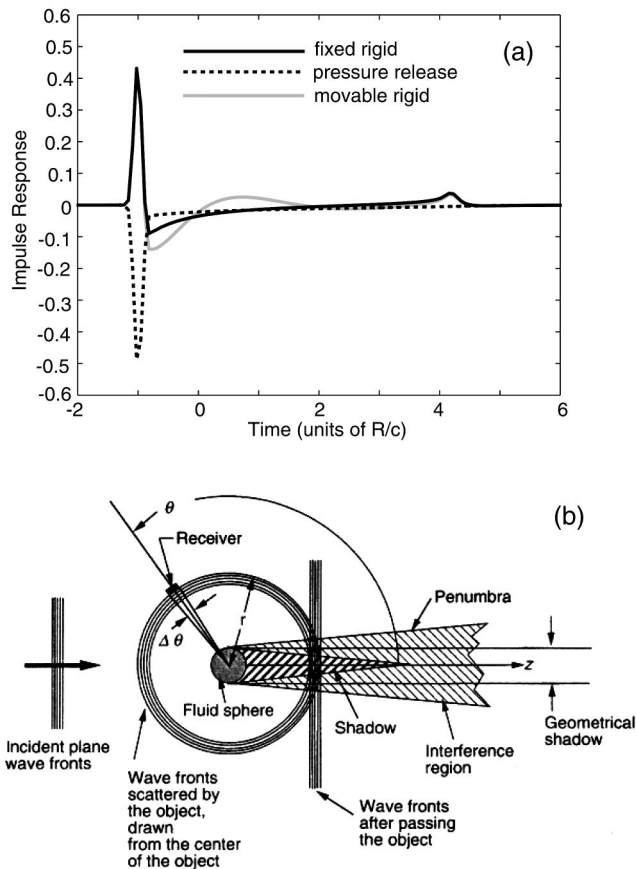 (a)
fixed rigid
pressure release
movable rigid
0.6
0.5
0.4
0.3
0.2
0.1
0
-0.1
-0.2
-0.3
-0.4
-0.5
-0.6
Impulse Response
-2
0
2
4
6
Time (units of R/c)
(b)
θ
Receiver
Δ θ
r
Penumbra
z
Fluid sphere
Shadow
Geometrical
shadow
Interference
region
Incident plane
wave fronts
Wave fronts
scattered by
the object,
drawn
from the center
of the object
Wave fronts
after passing
the object